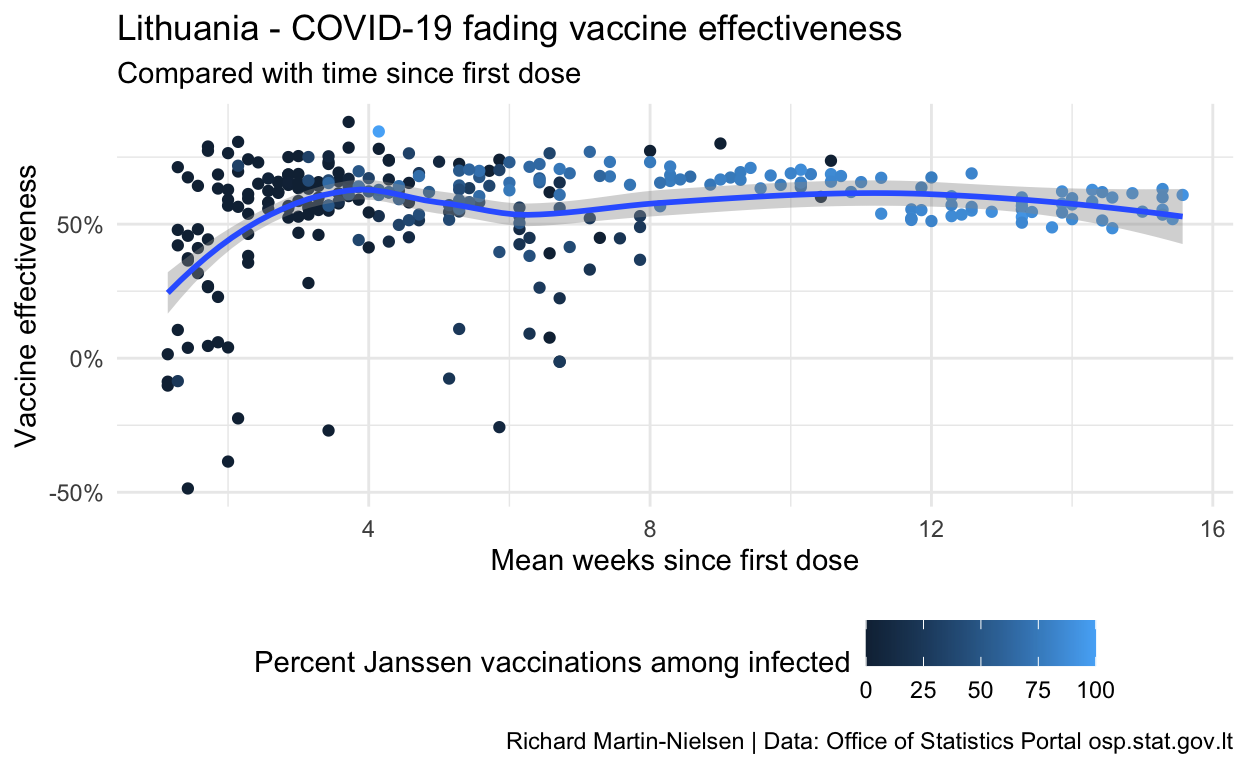 Lithuania - COVID-19 fading vaccine effectiveness
Compared with time since first dose
Vaccine effectiveness
50%
0%
-50%
4 8 12 16
Mean weeks since first dose
Percent Janssen vaccinations among infected
0 25 50 75 100
Richard Martin-Nielsen | Data: Office of Statistics Portal osp.stat.gov.lt